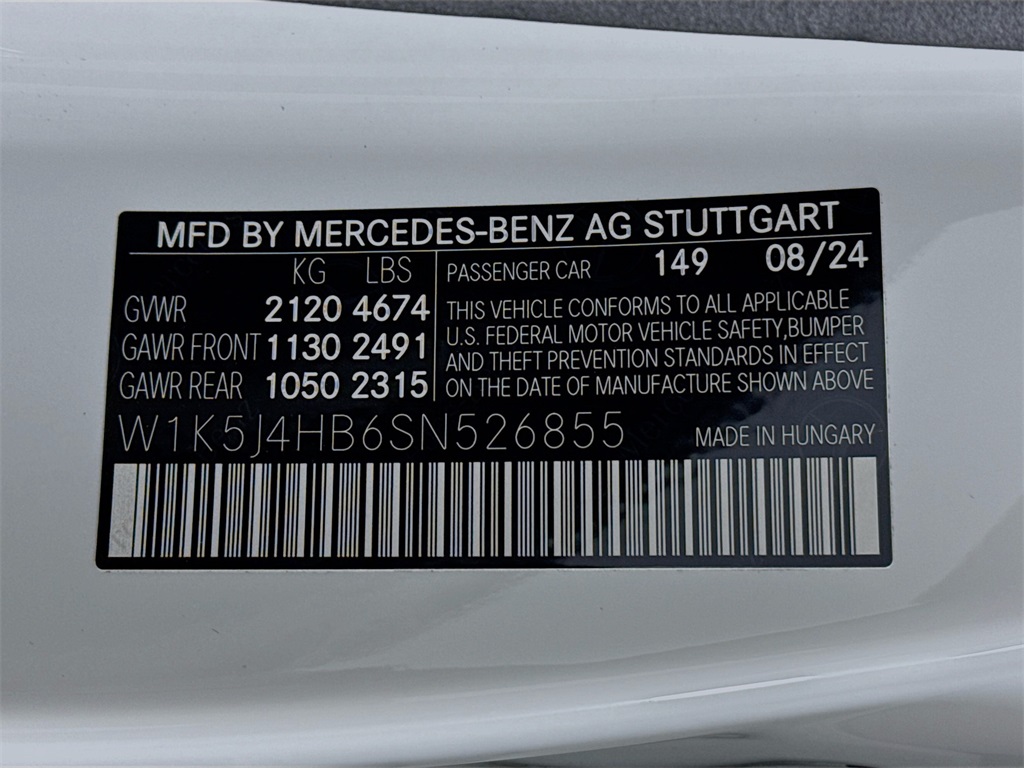 MFD BY MERCEDES-BENZ AG STUTTGART
KG LBS
PASSENGER CAR 149 08/24
GVWR 2120 4674
GAWR FRONT 1130 2491
GAWR REAR 1050 2315
THIS VEHICLE CONFORMS TO ALL APPLICABLE
U.S. FEDERAL MOTOR VEHICLE SAFETY,BUMPER
AND THEFT PREVENTION STANDARDS IN EFFECT
ON THE DATE OF MANUFACTURE SHOWN ABOVE
W1K5J4HB6SN526855
MADE IN HUNGARY